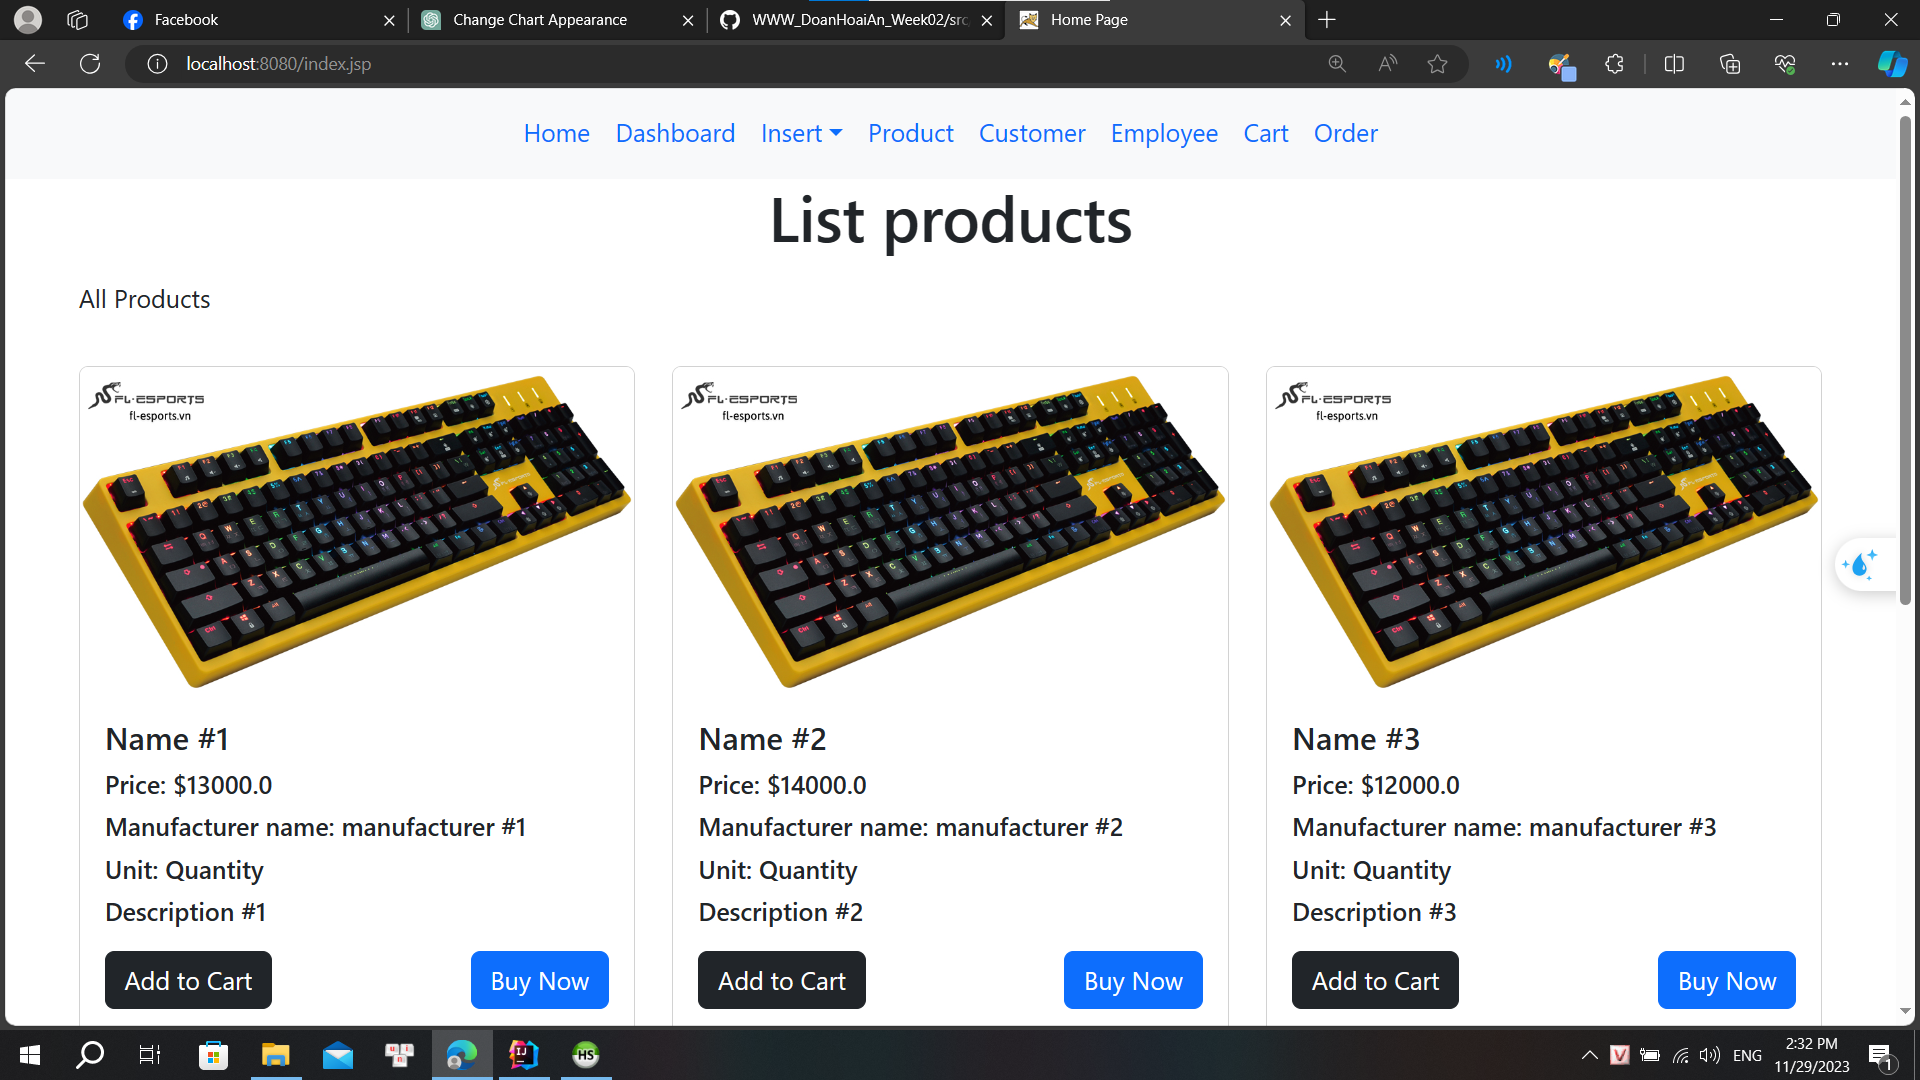 Facebook
Change Chart Appearance
WWW_DoanHoaiAn_Week02/src
Home Page
localhost:8080/index.jsp
Home Dashboard Insert Product Customer Employee Cart Order
List products
All Products
FL·ESPORTS
fl-esports.vn
FL·ESPORTS
fl-esports.vn
FL·ESPORTS
fl-esports.vn
Name #1
Price: $13000.0
Manufacturer name: manufacturer #1
Unit: Quantity
Description #1
Add to Cart
Buy Now
Name #2
Price: $14000.0
Manufacturer name: manufacturer #2
Unit: Quantity
Description #2
Add to Cart
Buy Now
Name #3
Price: $12000.0
Manufacturer name: manufacturer #3
Unit: Quantity
Description #3
Add to Cart
Buy Now
ENG
2:32 PM
11/29/2023
1